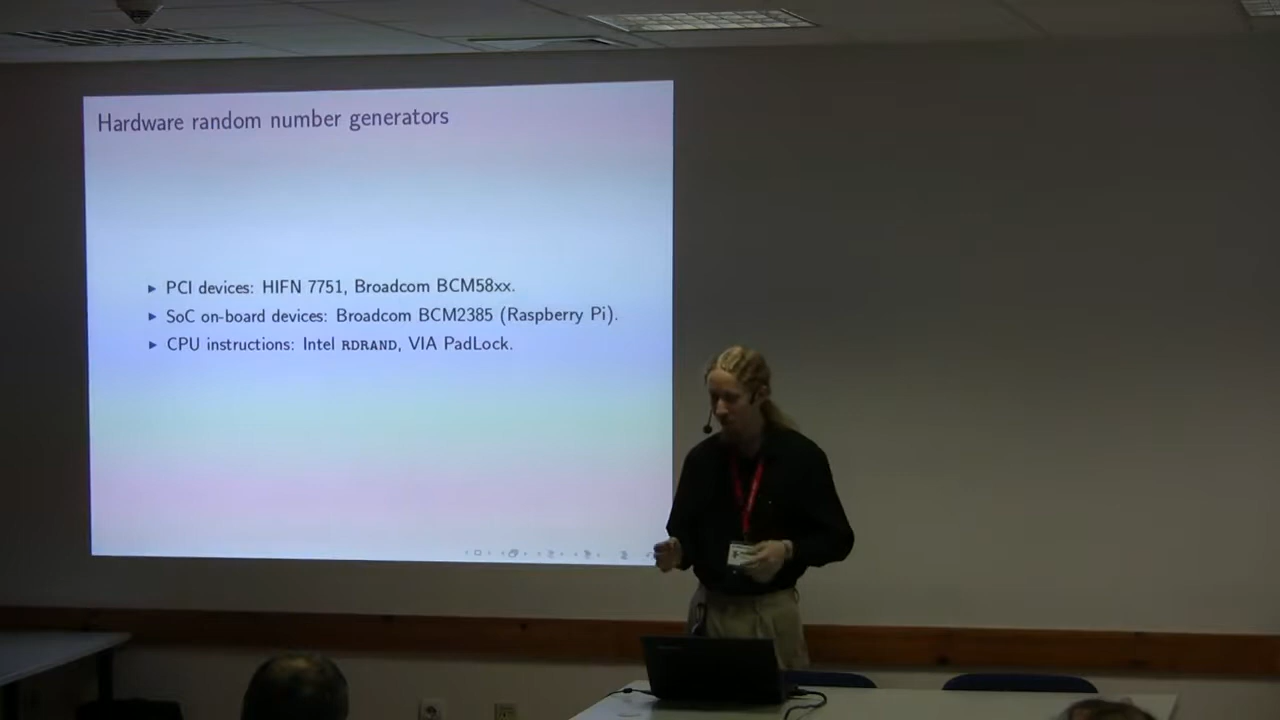 Hardware random number generators
▶ PCI devices: HIFN 7751, Broadcom BCM58xx.
▶ SoC on-board devices: Broadcom BCM2385 (Raspberry Pi).
▶ CPU instructions: Intel RDRAND, VIA PadLock.